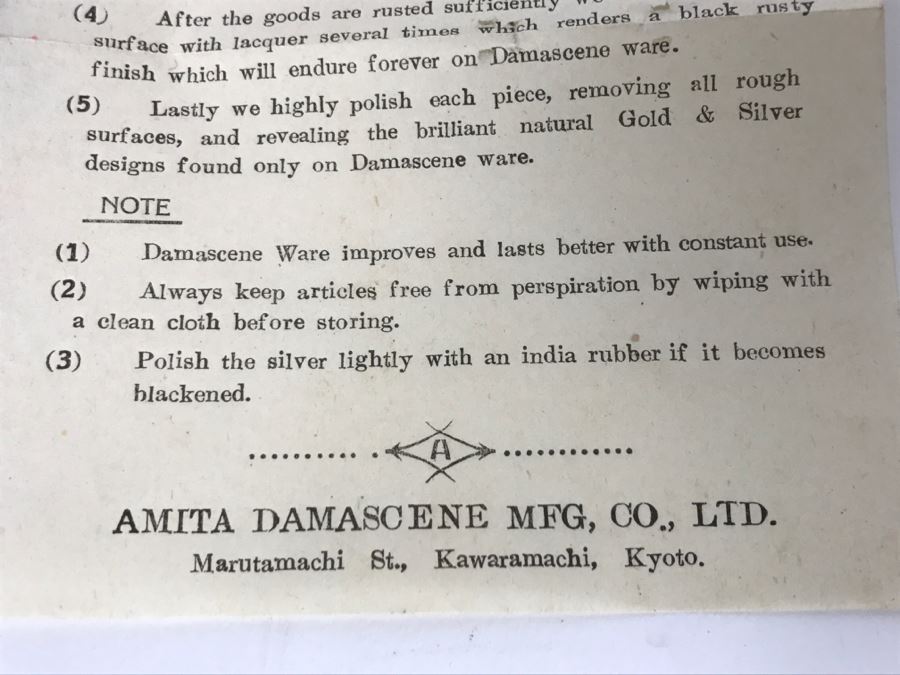 (4) After the goods are rusted sufficiently we
surface with lacquer several times which renders a black rusty
finish which will endure forever on Damascene ware.
(5) Lastly we highly polish each piece, removing all rough
surfaces, and revealing the brilliant natural Gold & Silver
designs found only on Damascene ware.
NOTE
(1) Damascene Ware improves and lasts better with constant use.
(2) Always keep articles free from perspiration by wiping with
a clean cloth before storing.
(3) Polish the silver lightly with an india rubber if it becomes
blackened.
A
AMITA DAMASCENE MFG, CO., LTD.
Marutamachi St., Kawaramachi, Kyoto.